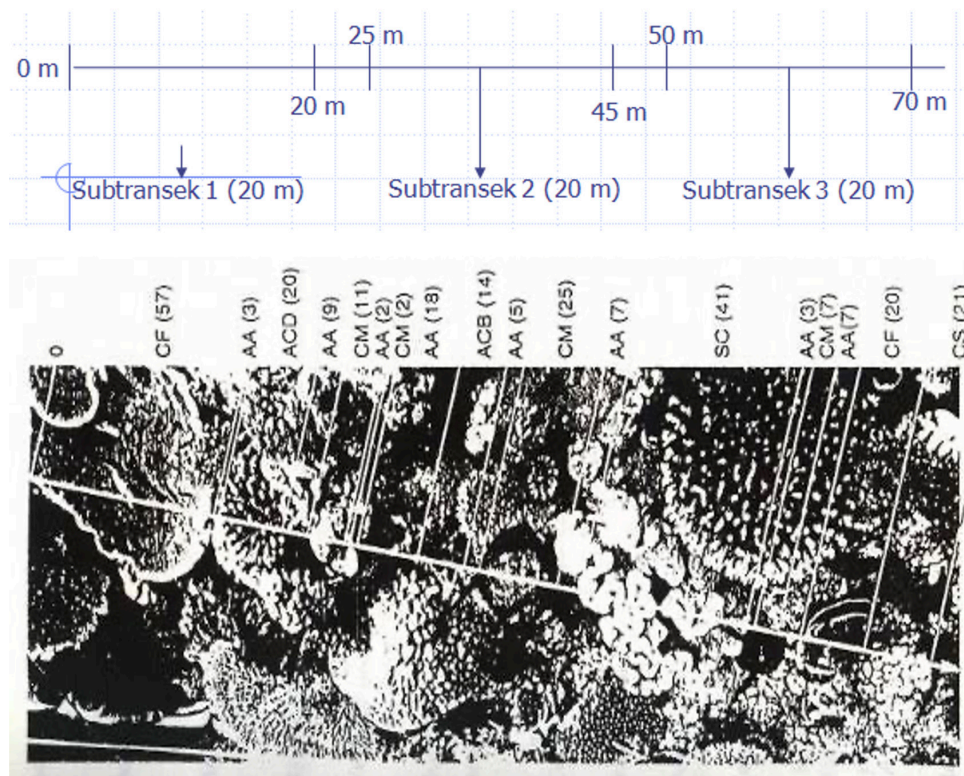 25 m
50 m
0 m
20 m
45 m
70 m
Subtransek 1 (20 m)
Subtransek 2 (20 m)
Subtransek 3 (20 m)
0
CF (57)
AA (3)
ACD (20)
AA (9)
CM (11)
AA (2)
CM (2)
AA (18)
ACB (14)
AA (5)
CM (25)
AA (7)
SC (41)
AA (3)
CM (7)
AA(7)
CF (20)
CS (21)